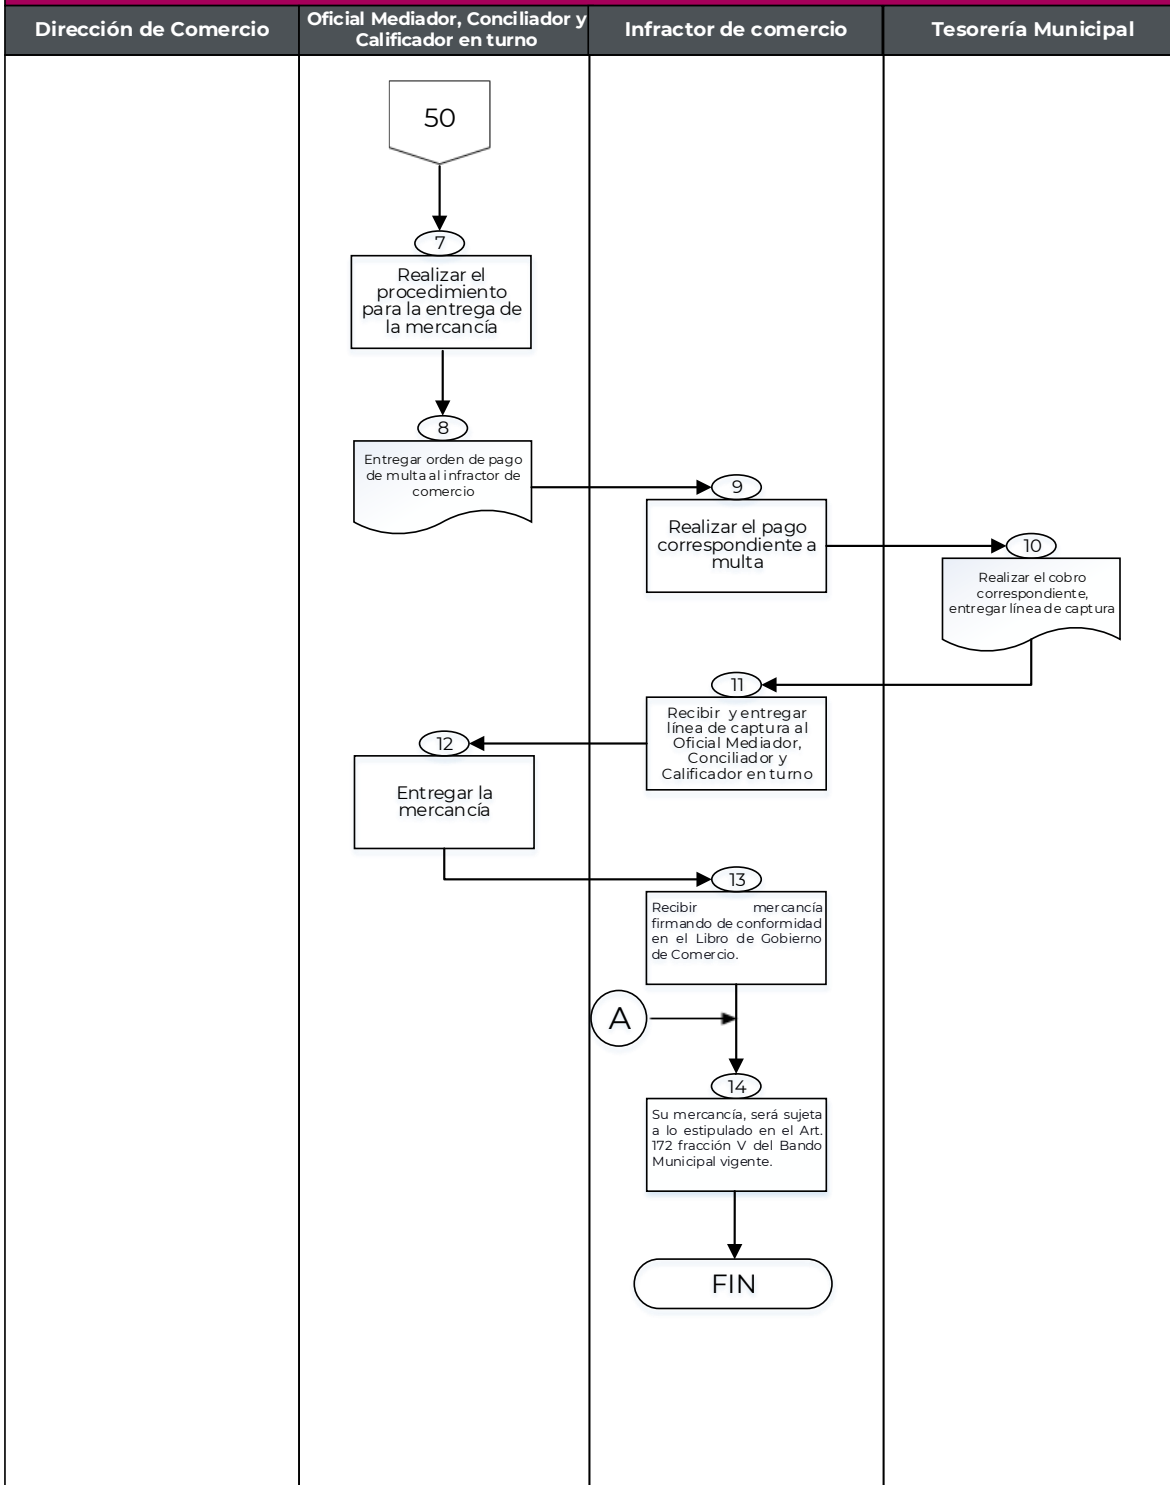 Dirección de Comercio
Oficial Mediador, Conciliador y
Calificador en turno
Infractor de comercio
Tesorería Municipal
50
7
Realizar el
procedimiento
para la entrega de
la mercancía
8
Entregar orden de pago
de multa al infractor de
comercio
9
Realizar el pago
correspondiente a
multa
10
Realizar el cobro
correspondiente,
entregar línea de captura
11
Recibir y entregar
línea de captura al
Oficial Mediador,
Conciliador y
Calificador en turno
12
Entregar la
mercancía
13
Recibir mercancía
firmando de conformidad
en el Libro de Gobierno
de Comercio.
A
14
Su mercancía, será sujeta
a lo estipulado en el Art.
172 fracción V del Bando
Municipal vigente.
FIN